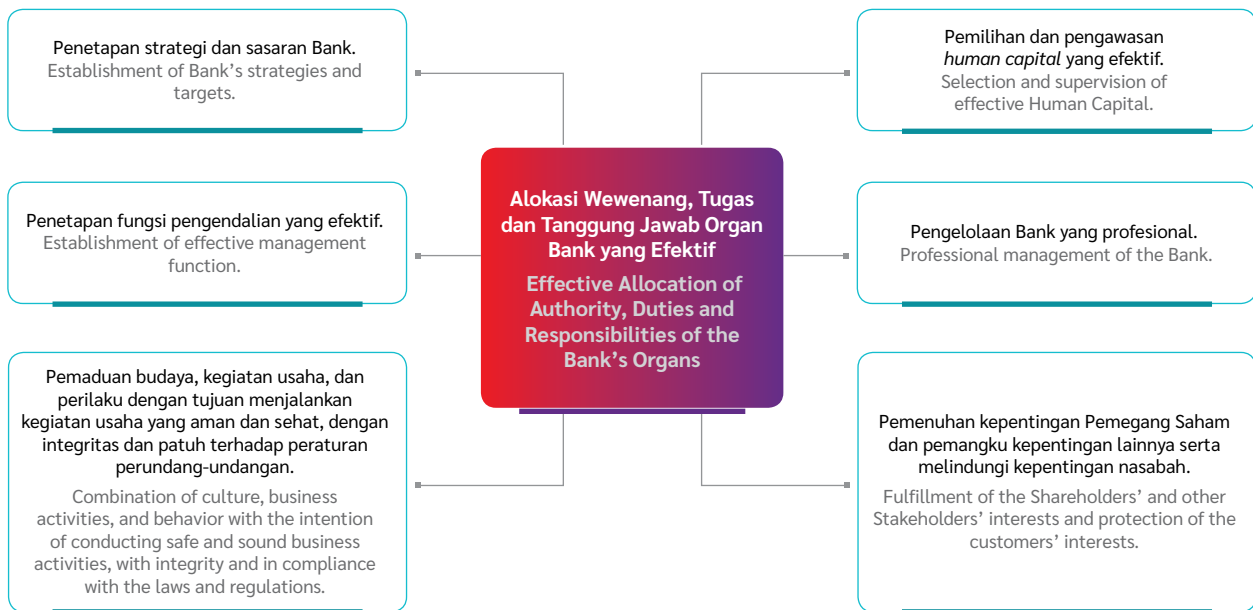 Penetapan strategi dan sasaran Bank.
Establishment of Bank's strategies and
targets.
Penetapan fungsi pengendalian yang efektif.
Establishment of effective management
function.
Pemaduan budaya, kegiatan usaha, dan
perilaku dengan tujuan menjalankan
kegiatan usaha yang aman dan sehat, dengan
integritas dan patuh terhadap peraturan
perundang-undangan.
Combination of culture, business
activities, and behavior with the intention
of conducting safe and sound business
activities, with integrity and in compliance
with the laws and regulations.
Alokasi Wewenang, Tugas
dan Tanggung Jawab Organ
Bank yang Efektif
Effective Allocation of
Authority, Duties and
Responsibilities of the
Bank's Organs
Pemilihan dan pengawasan
human capital yang efektif.
Selection and supervision of
effective Human Capital.
Pengelolaan Bank yang profesional.
Professional management of the Bank.
Pemenuhan kepentingan Pemegang Saham
dan pemangku kepentingan lainnya serta
melindungi kepentingan nasabah.
Fulfillment of the Shareholders' and other
Stakeholders' interests and protection of the
customers' interests.